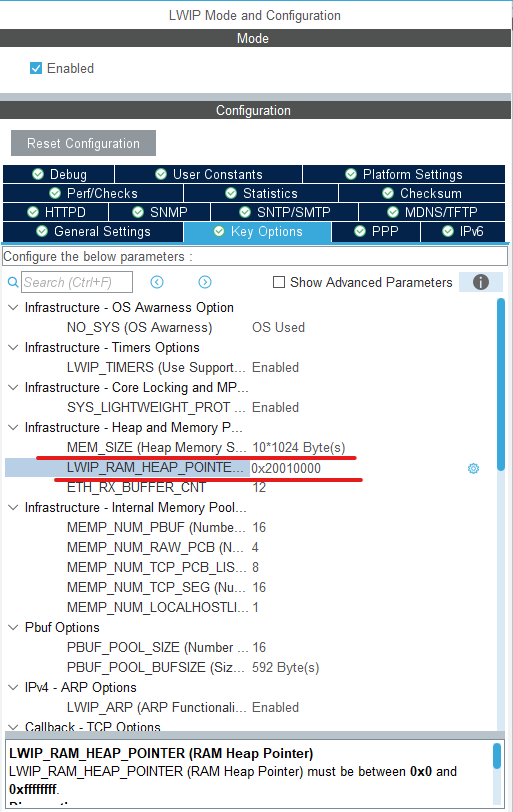 LWIP Mode and Configuration
Mode
Enabled
Configuration
Reset Configuration
Debug User Constants Platform Settings
Perf/Checks Statistics Checksum
HTTPD SNMP SNTP/SMTP MDNS/TFTP
General Settings Key Options PPP IPv6
Configure the below parameters :
Search (Ctrl+F) Show Advanced Parameters
Infrastructure - OS Awarness Option
NO_SYS (OS Awarness) OS Used
Infrastructure - Timers Options
LWIP_TIMERS (Use Support... Enabled
Infrastructure - Core Locking and MP...
SYS_LIGHTWEIGHT_PROT ... Enabled
Infrastructure - Heap and Memory P...
MEM_SIZE (Heap Memory S... 10*1024 Byte(s)
LWIP_RAM_HEAP_POINTE... 0x20010000
ETH_RX_BUFFER_CNT 12
Infrastructure - Internal Memory Pool...
MEMP_NUM_PBUF (Numbe... 16
MEMP_NUM_RAW_PCB (N... 4
MEMP_NUM_TCP_PCB_LIS... 8
MEMP_NUM_TCP_SEG (Nu... 16
MEMP_NUM_LOCALHOSTLI... 1
Pbuf Options
PBUF_POOL_SIZE (Number ... 16
PBUF_POOL_BUFSIZE (Siz... 592 Byte(s)
IPv4 - ARP Options
LWIP_ARP (ARP Functionali... Enabled
Callback - TCP Options
LWIP_RAM_HEAP_POINTER (RAM Heap Pointer)
LWIP_RAM_HEAP_POINTER (RAM Heap Pointer) must be between 0x0 and
0xffffffff.